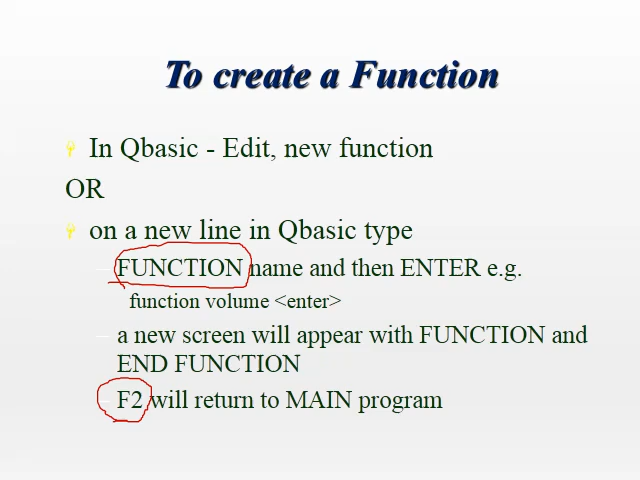 To create a Function
In Qbasic - Edit, new function
OR
on a new line in Qbasic type
– FUNCTION name and then ENTER e.g.
function volume <enter>
– a new screen will appear with FUNCTION and
END FUNCTION
– F2 will return to MAIN program